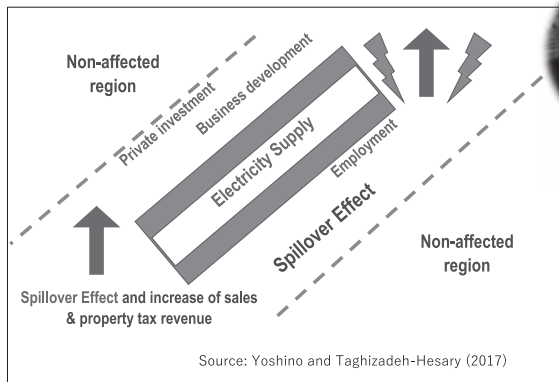 Non-affected
region
Private investment
Business development
Electricity Supply
Employment
Spillover Effect
Non-affected
region
Spillover Effect and increase of sales
& property tax revenue
Source: Yoshino and Taghizadeh-Hesary (2017)